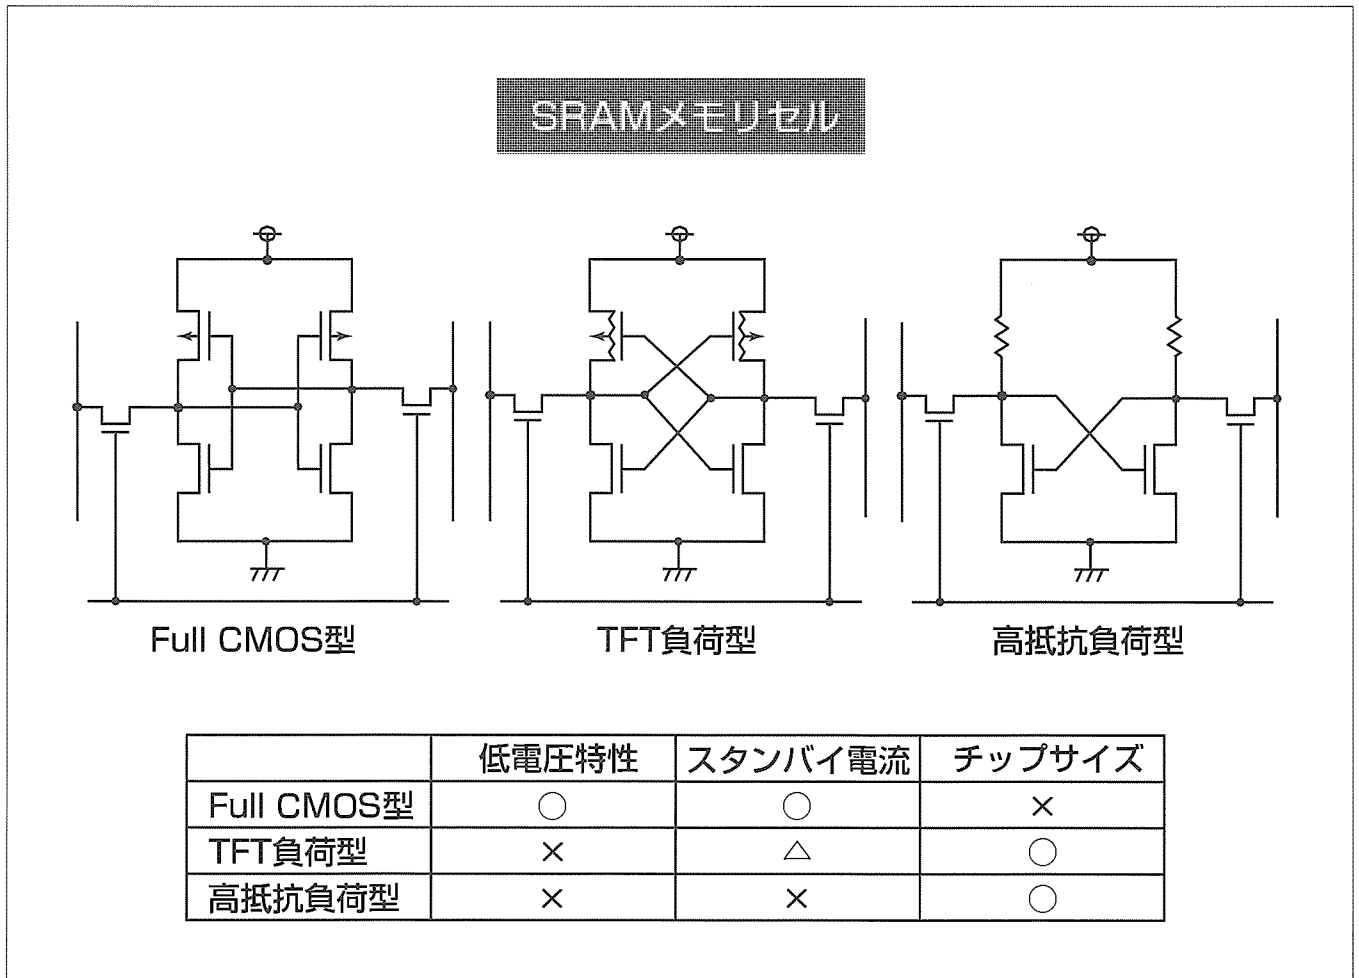 SRAMメモリセル
Full CMOS型 TFT負荷型 高抵抗負荷型
低電圧特性 スタンバイ電流 チップサイズ
Full CMOS型 ○ ○ ×
TFT負荷型 × △ ○
高抵抗負荷型 × × ○